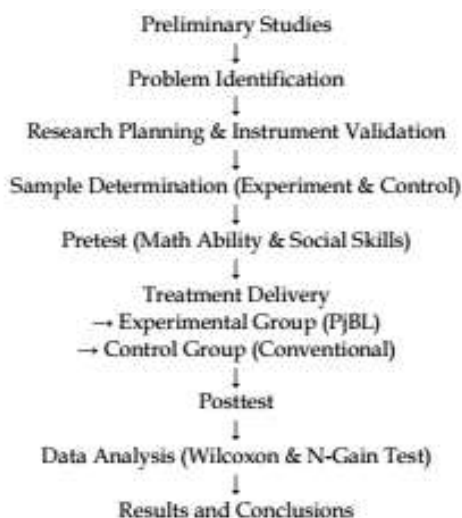 Preliminary Studies
↓
Problem Identification
↓
Research Planning & Instrument Validation
↓
Sample Determination (Experiment & Control)
↓
Pretest (Math Ability & Social Skills)
↓
Treatment Delivery
→ Experimental Group (PjBL)
→ Control Group (Conventional)
↓
Posttest
↓
Data Analysis (Wilcoxon & N-Gain Test)
↓
Results and Conclusions